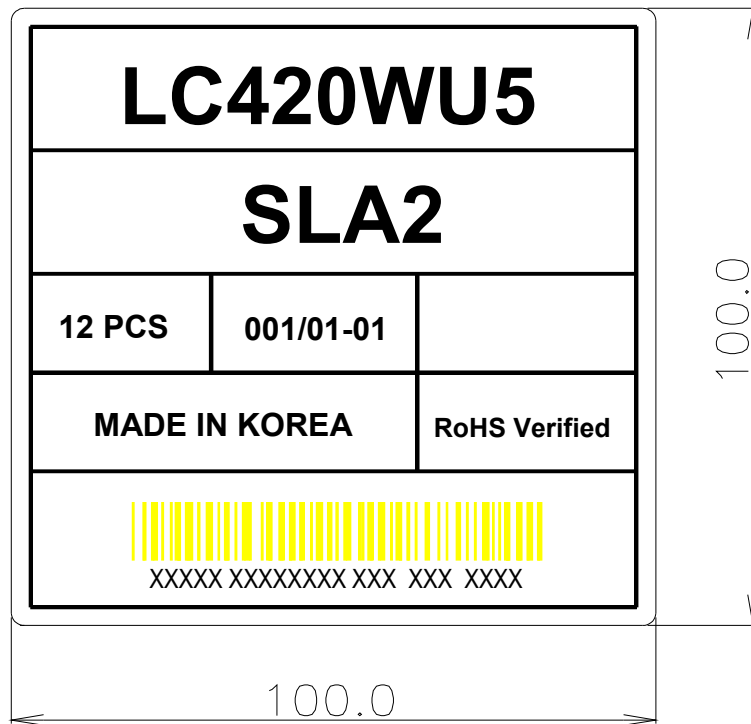 LC420WU5
SLA2
12 PCS 001/01-01
MADE IN KOREA RoHS Verified
XXXXX XXXXXXXX XXX XXX XXXX
100.0
100.0